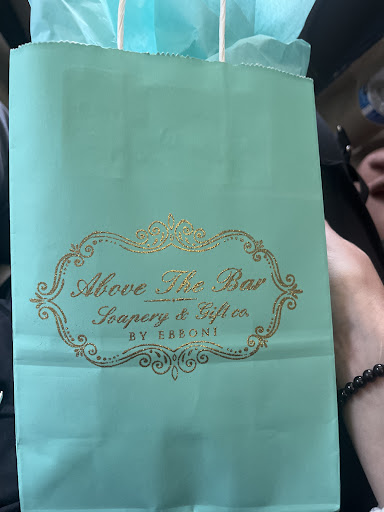 Above The Bar
Soapery & Gift co.
BY EBBONI